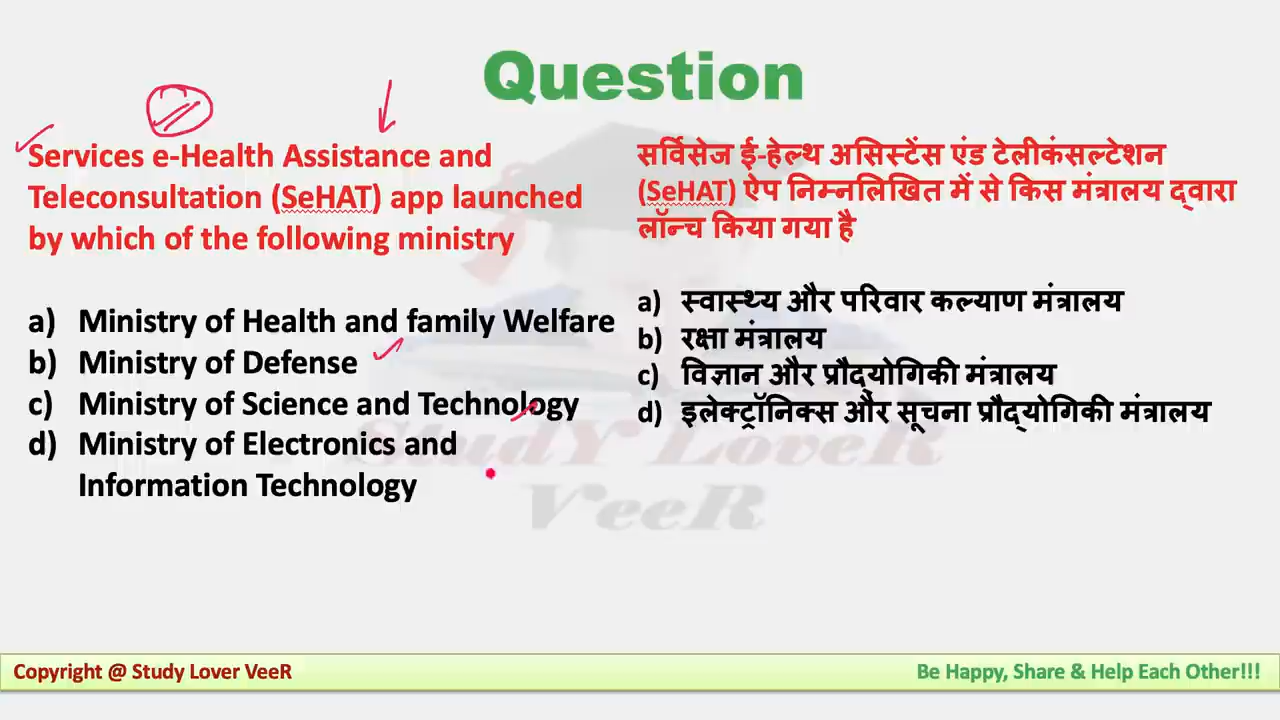 Question
Services e-Health Assistance and
Teleconsultation (SeHAT) app launched
by which of the following ministry
a) Ministry of Health and family Welfare
b) Ministry of Defense
c) Ministry of Science and Technology
d) Ministry of Electronics and
Information Technology
सर्विसेज ई-हेल्थ असिस्टेंस एंड टेलीकंसल्टेशन
(SeHAT) ऐप निम्नलिखित में से किस मंत्रालय द्वारा
लॉन्च किया गया है
a) स्वास्थ्य और परिवार कल्याण मंत्रालय
b) रक्षा मंत्रालय
c) विज्ञान और प्रौद्योगिकी मंत्रालय
d) इलेक्ट्रॉनिक्स और सूचना प्रौद्योगिकी मंत्रालय
StudY LoveR
VeeR
Copyright @ Study Lover VeeR
Be Happy, Share & Help Each Other!!!